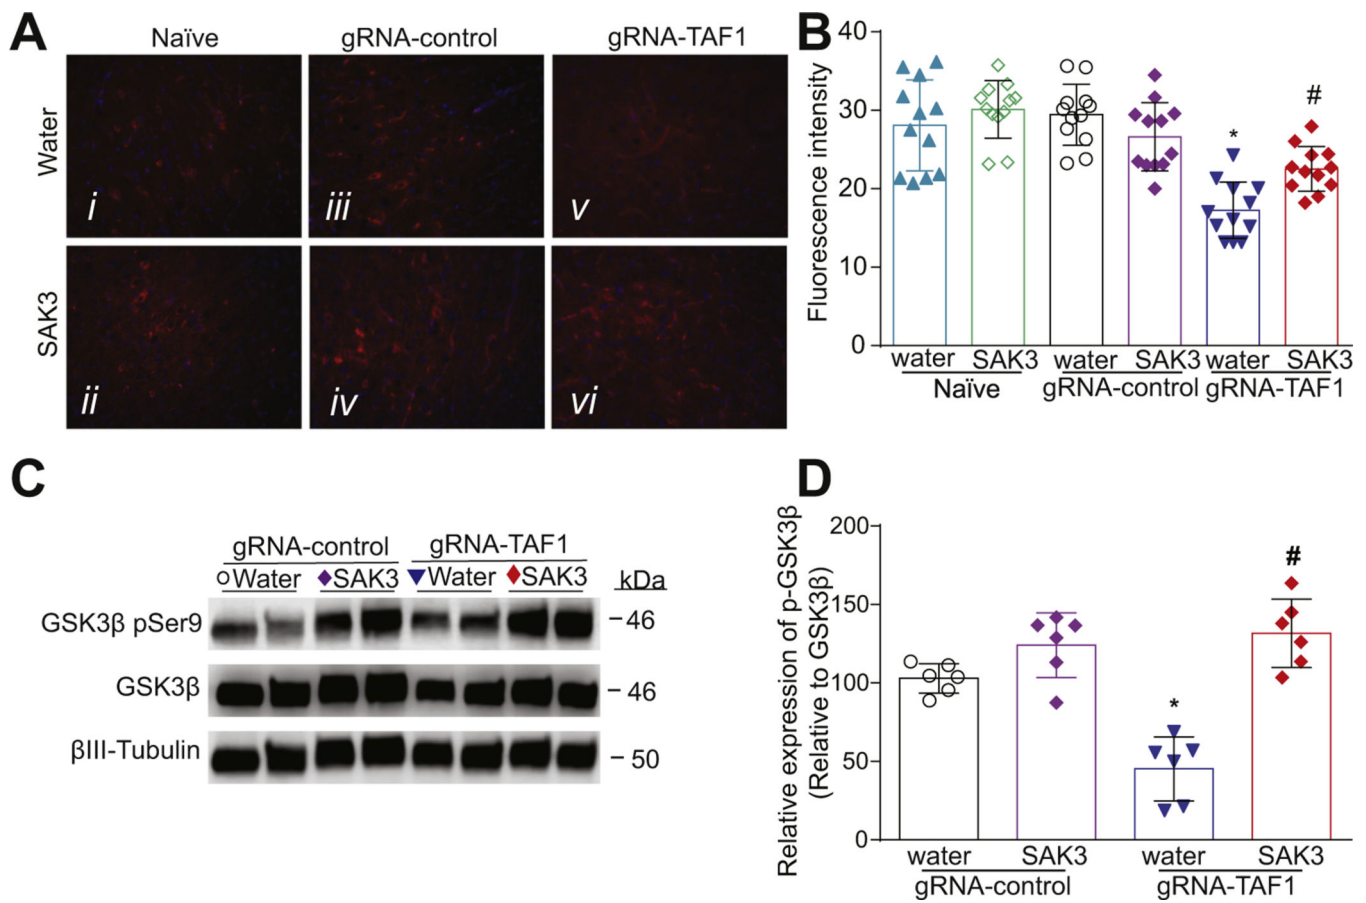 A
Naïve
gRNA-control
gRNA-TAF1
Water
SAK3
i
iii
v
ii
iv
vi
B
Fluorescence intensity
40
30
20
10
0
*
#
water SAK3 water SAK3 water SAK3
Naïve gRNA-control gRNA-TAF1
C
gRNA-control gRNA-TAF1
Water SAK3 Water SAK3 kDa
GSK3β pSer9 46
GSK3β 46
βIII-Tubulin 50
D
Relative expression of p-GSK3β
(Relative to GSK3β)
200
150
100
50
0
*
#
water SAK3 water SAK3
gRNA-control gRNA-TAF1